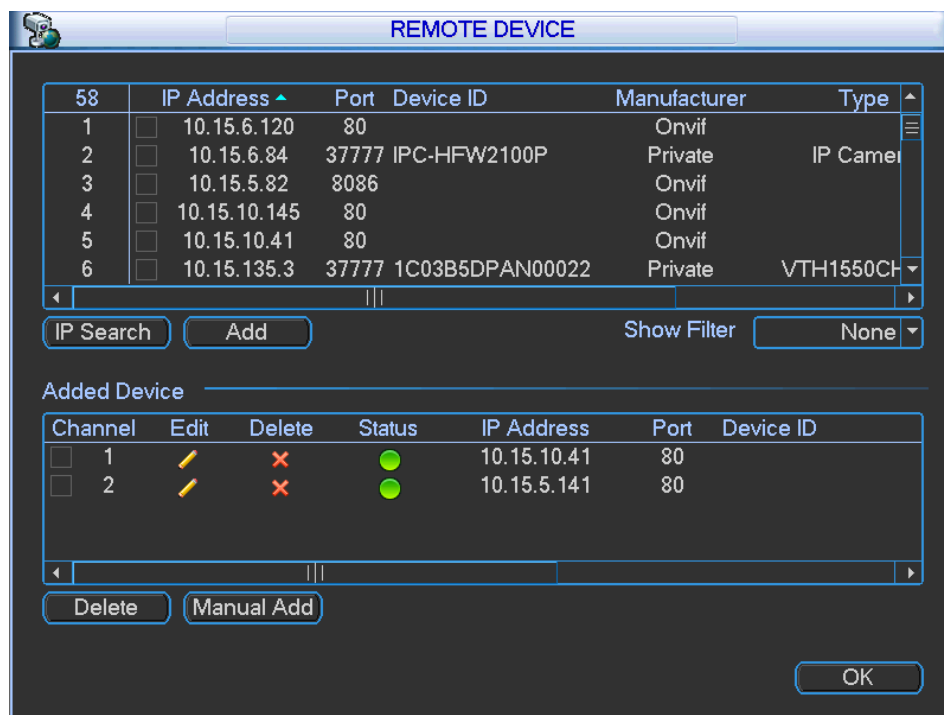 REMOTE DEVICE
58 IP Address Port Device ID Manufacturer Type
1 10.15.6.120 80 Onvif
2 10.15.6.84 37777 IPC-HFW2100P Private IP Camer
3 10.15.5.82 8086 Onvif
4 10.15.10.145 80 Onvif
5 10.15.10.41 80 Onvif
6 10.15.135.3 37777 1C03B5DPAN00022 Private VTH1550CH
IP Search Add Show Filter None
Added Device
Channel Edit Delete Status IP Address Port Device ID
1 10.15.10.41 80
2 10.15.5.141 80
Delete Manual Add
OK